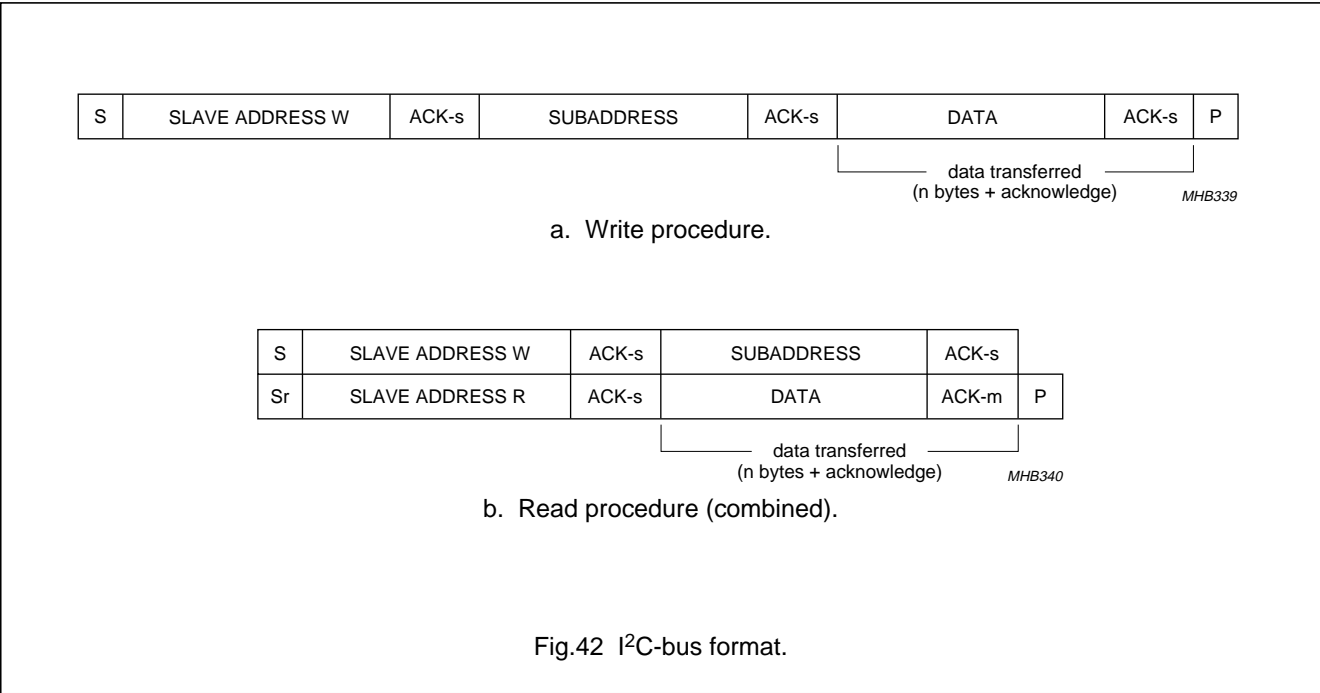 S SLAVE ADDRESS W ACK-s SUBADDRESS ACK-s DATA ACK-s P
data transferred
(n bytes + acknowledge)
MHB339
a. Write procedure.
S SLAVE ADDRESS W ACK-s SUBADDRESS ACK-s
Sr SLAVE ADDRESS R ACK-s DATA ACK-m P
data transferred
(n bytes + acknowledge)
MHB340
b. Read procedure (combined).
Fig.42 I²C-bus format.